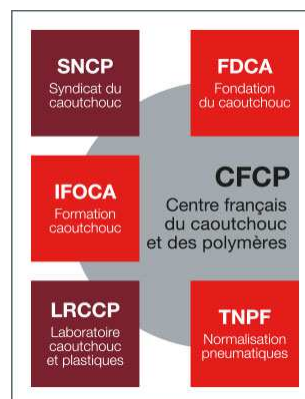 SNCP
Syndicat du
caoutchouc
FDCA
Fondation
du caoutchouc
IFOCA
Formation
caoutchouc
CFCP
Centre français
du caoutchouc
et des polymères
LRCCP
Laboratoire
caoutchouc
et plastiques
TNPF
Normalisation
pneumatiques